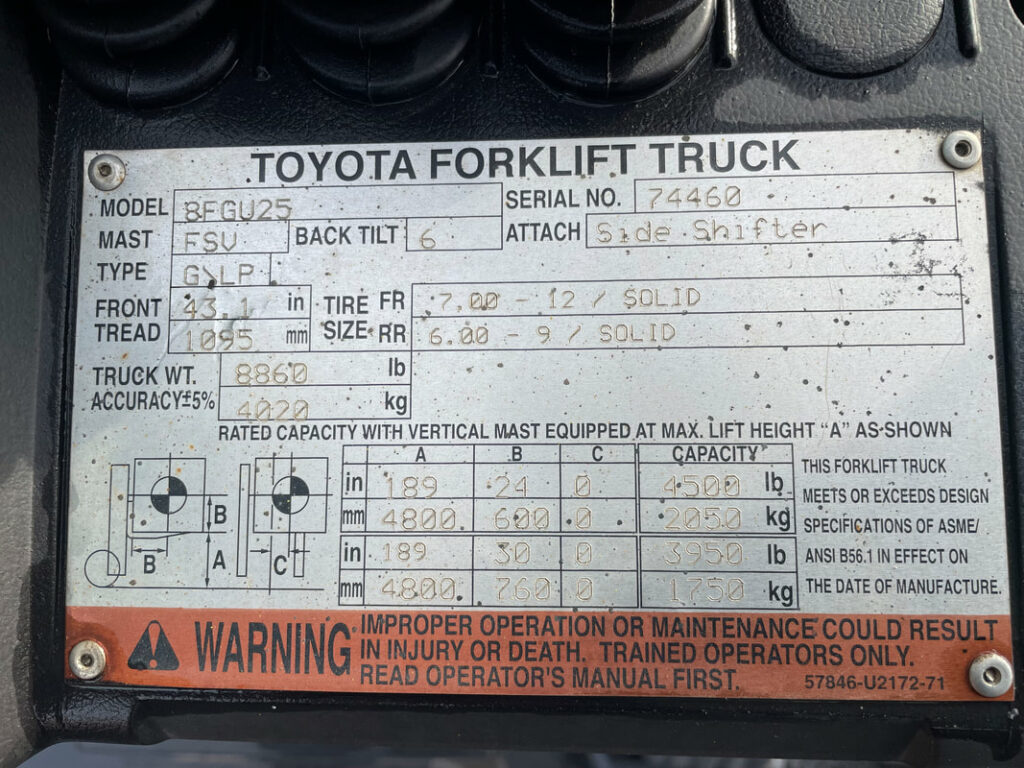 TOYOTA FORKLIFT TRUCK
MODEL 8FGU25 SERIAL NO. 74460
MAST FSV BACK TILT 6 ATTACH Side Shifter
TYPE G/LP
FRONT TREAD 43.1 in TIRE SIZE FR 7.00 - 12 / SOLID
1095 mm RR 6.00 - 9 / SOLID
TRUCK WT. 8860 lb
ACCURACY±5% 4020 kg
RATED CAPACITY WITH VERTICAL MAST EQUIPPED AT MAX. LIFT HEIGHT "A" AS SHOWN
A B C CAPACITY
in 189 24 0 4500 lb
mm 4800 600 0 2050 kg
in 189 30 0 3950 lb
mm 4800 760 0 1750 kg
B
A
B
C
THIS FORKLIFT TRUCK
MEETS OR EXCEEDS DESIGN
SPECIFICATIONS OF ASME/
ANSI B56.1 IN EFFECT ON
THE DATE OF MANUFACTURE.
WARNING
IMPROPER OPERATION OR MAINTENANCE COULD RESULT
IN INJURY OR DEATH. TRAINED OPERATORS ONLY.
READ OPERATOR'S MANUAL FIRST.
57846-U2172-71